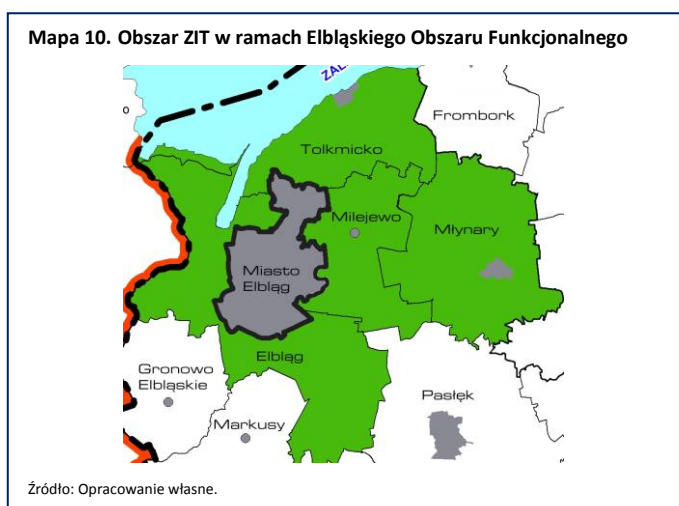 Mapa 10. Obszar ZIT w ramach Elbląskiego Obszaru Funkcjonalnego
ZAL
Frombork
Tolkmicko
Milejewo
Młynary
Miasto
Elbląg
Elbląg
Gronowo
Elbląskie
Pasłęk
Markusy
Źródło: Opracowanie własne.